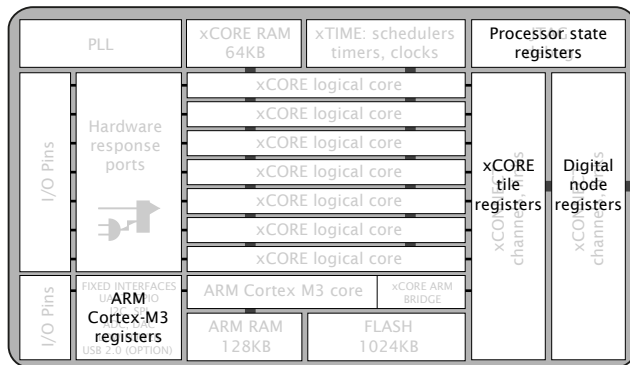 PLL
xCORE RAM
64KB
xTIME: schedulers
timers, clocks
Processor state
registers
I/O Pins
Hardware
response
ports
xCORE logical core
xCORE logical core
xCORE logical core
xCORE logical core
xCORE logical core
xCORE logical core
xCORE logical core
xCORE
tile
registers
Digital
node
registers
I/O Pins
FIXED INTERFACES
USB 2.0 (OPTION)
ARM
Cortex-M3
registers
ARM Cortex M3 core
xCORE ARM
BRIDGE
ARM RAM
128KB
FLASH
1024KB